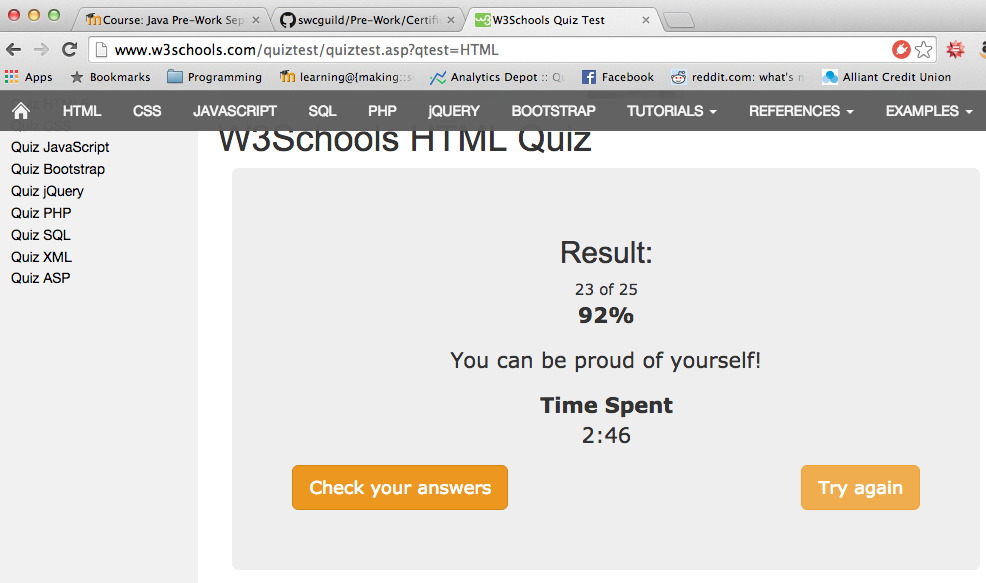 Course: Java Pre-Work Sep
swcguild/Pre-Work/Certifi
W3Schools Quiz Test
www.w3schools.com/quiztest/quiztest.asp?qtest=HTML
Apps Bookmarks Programming learning@{making:: Analytics Depot :: Qu Facebook reddit.com: what's n Alliant Credit Union
HTML CSS JAVASCRIPT SQL PHP jQUERY BOOTSTRAP TUTORIALS REFERENCES EXAMPLES
W3Schools HTML Quiz
Quiz JavaScript
Quiz Bootstrap
Quiz jQuery
Quiz PHP
Quiz SQL
Quiz XML
Quiz ASP
Result:
23 of 25
92%
You can be proud of yourself!
Time Spent
2:46
Check your answers
Try again